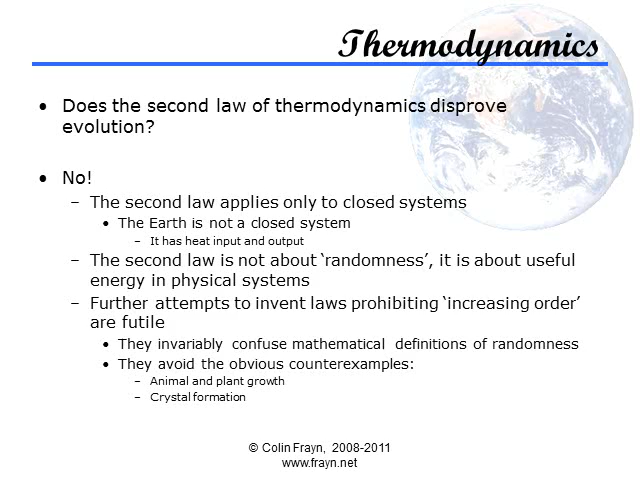 Thermodynamics
• Does the second law of thermodynamics disprove
evolution?
• No!
– The second law applies only to closed systems
• The Earth is not a closed system
– It has heat input and output
– The second law is not about ‘randomness’, it is about useful
energy in physical systems
– Further attempts to invent laws prohibiting ‘increasing order’
are futile
• They invariably confuse mathematical definitions of randomness
• They avoid the obvious counterexamples:
– Animal and plant growth
– Crystal formation
© Colin Frayn, 2008-2011
www.frayn.net